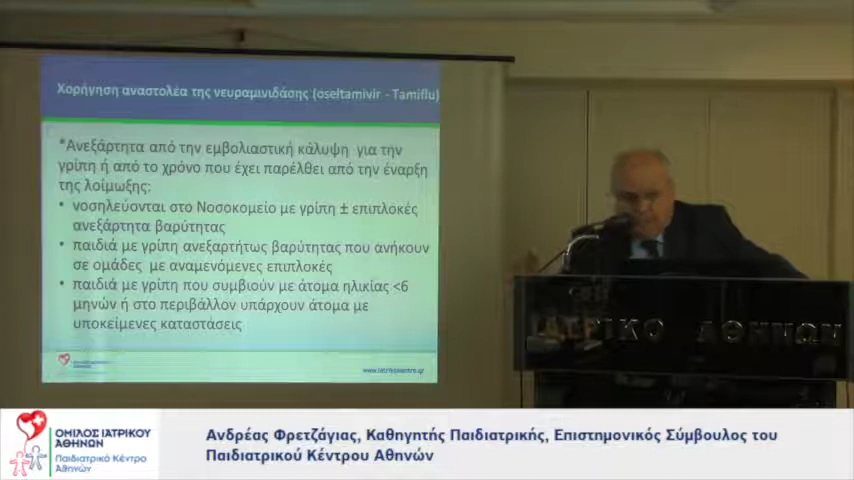 Χορήγηση αναστολέα της νευραμινιδάσης (oseltamivir - Tamiflu)
*Ανεξάρτητα από την εμβολιαστική κάλυψη για την
γρίπη ή από το χρόνο που έχει παρέλθει από την έναρξη
της λοίμωξης:
• νοσηλεύονται στο Νοσοκομείο με γρίπη ± επιπλοκές
ανεξάρτητα βαρύτητας
• παιδιά με γρίπη ανεξαρτήτως βαρύτητας που ανήκουν
σε ομάδες με αναμενόμενες επιπλοκές
• παιδιά με γρίπη που συμβιούν με άτομα ηλικίας <6
μηνών ή στο περιβάλλον υπάρχουν άτομα με
υποκείμενες καταστάσεις
ΙΑΤΡΙΚΟ ΑΘΗΝΩΝ
ΟΜΙΛΟΣ ΙΑΤΡΙΚΟΥ
ΑΘΗΝΩΝ
Παιδιατρικό Κέντρο
Αθηνών
Ανδρέας Φρετζάγιας, Καθηγητής Παιδιατρικής, Επιστημονικός Σύμβουλος του
Παιδιατρικού Κέντρου Αθηνών